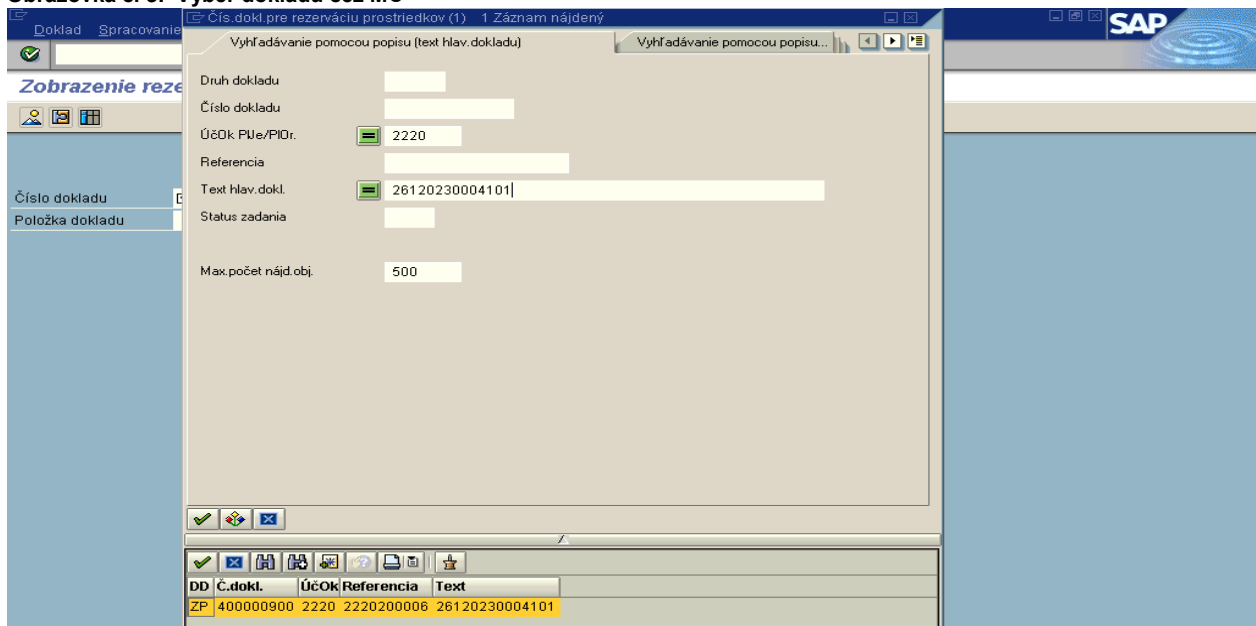 Čís.dokl.pre rezerváciu prostriedkov (1) 1 Záznam nájdený
Doklad Spracovanie
SAP
Vyhľadávanie pomocou popisu (text hlav.dokladu)
Vyhľadávanie pomocou popisu...
Zobrazenie reze
Druh dokladu
Číslo dokladu
ÚčOk PlJe/PlOr. 2220
Referencia
Text hlav.dokl. 26120230004101
Číslo dokladu
Status zadania
Položka dokladu
Max.počet nájd.obj. 500
DD Č.dokl. ÚčOk Referencia Text
ZP 400000900 2220 2220200006 26120230004101